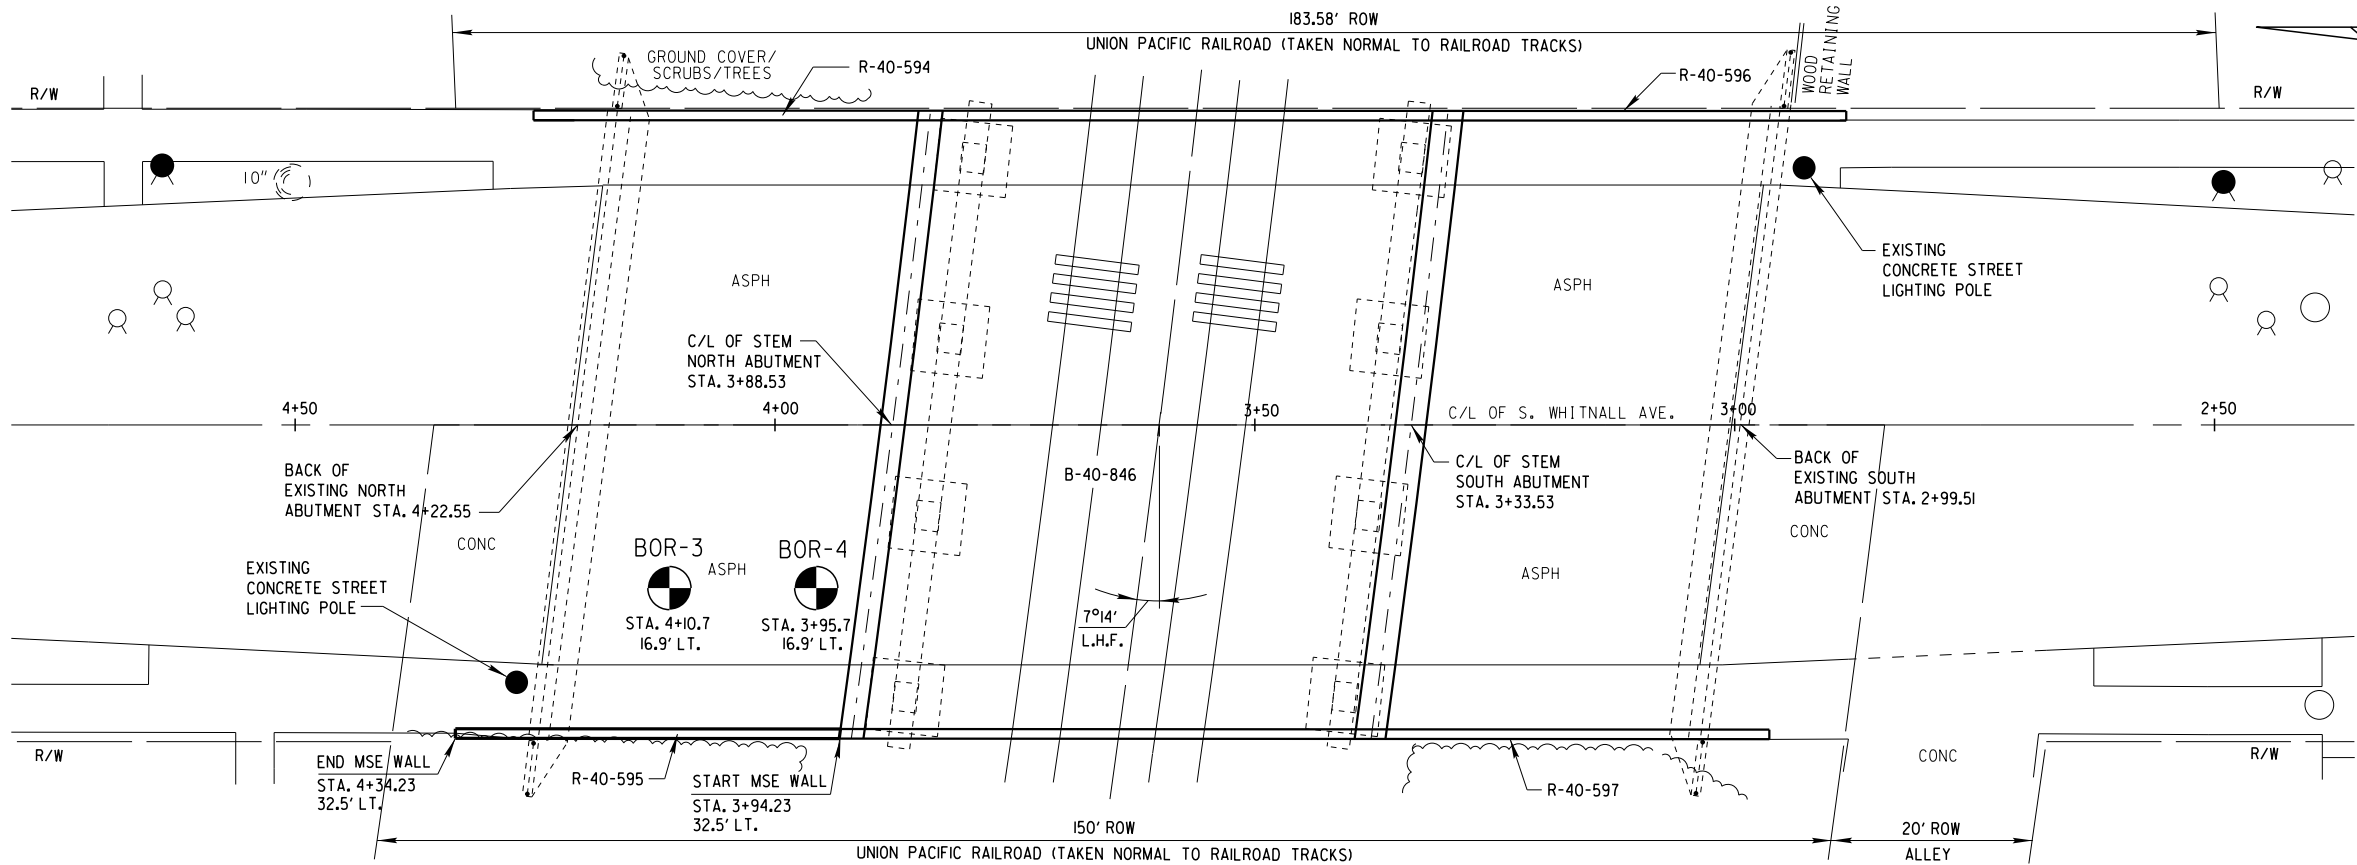 183.58' ROW
UNION PACIFIC RAILROAD (TAKEN NORMAL TO RAILROAD TRACKS)
GROUND COVER/
SCRUBS/TREES
R-40-594
R-40-596
WOOD
RETAINING
WALL
R/W
R/W
10"
EXISTING
CONCRETE STREET
LIGHTING POLE
ASPH
ASPH
C/L OF STEM
NORTH ABUTMENT
STA. 3+88.53
4+50
4+00
3+50
C/L OF S. WHITNALL AVE.
3+00
2+50
BACK OF
EXISTING NORTH
ABUTMENT STA. 4+22.55
B-40-846
C/L OF STEM
SOUTH ABUTMENT
STA. 3+33.53
BACK OF
EXISTING SOUTH
ABUTMENT STA. 2+99.51
CONC
CONC
BOR-3
BOR-4
ASPH
ASPH
EXISTING
CONCRETE STREET
LIGHTING POLE
STA. 4+10.7
16.9' LT.
STA. 3+95.7
16.9' LT.
7°14'
L.H.F.
R/W
END MSE WALL
STA. 4+34.23
32.5' LT.
R-40-595
START MSE WALL
STA. 3+94.23
32.5' LT.
R-40-597
CONC
R/W
150' ROW
UNION PACIFIC RAILROAD (TAKEN NORMAL TO RAILROAD TRACKS)
20' ROW
ALLEY